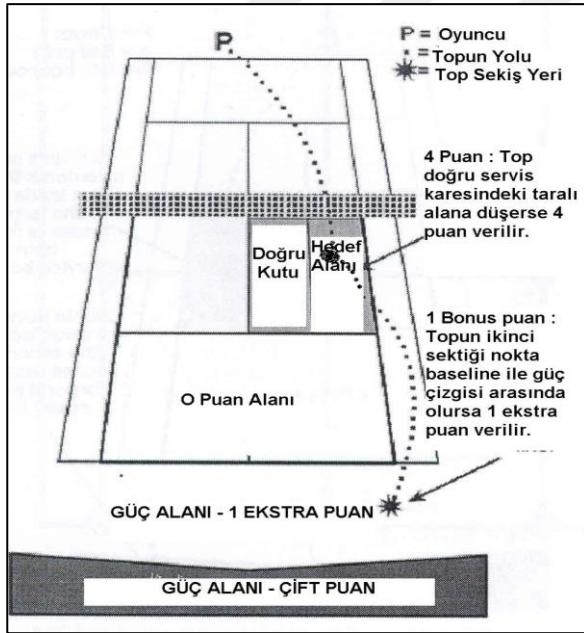 P = Oyuncu
= Topun Yolu
= Top Sekiş Yeri
P
4 Puan : Top
doğru servis
karesindeki taralı
alana düşerse 4
puan verilir.
Doğru
Kutu
Hedef
Alanı
1 Bonus puan :
Topun ikinci
sektiği nokta
baseline ile güç
çizgisi arasında
olursa 1 ekstra
puan verilir.
O Puan Alanı
GÜÇ ALANI - 1 EKSTRA PUAN
GÜÇ ALANI - ÇİFT PUAN